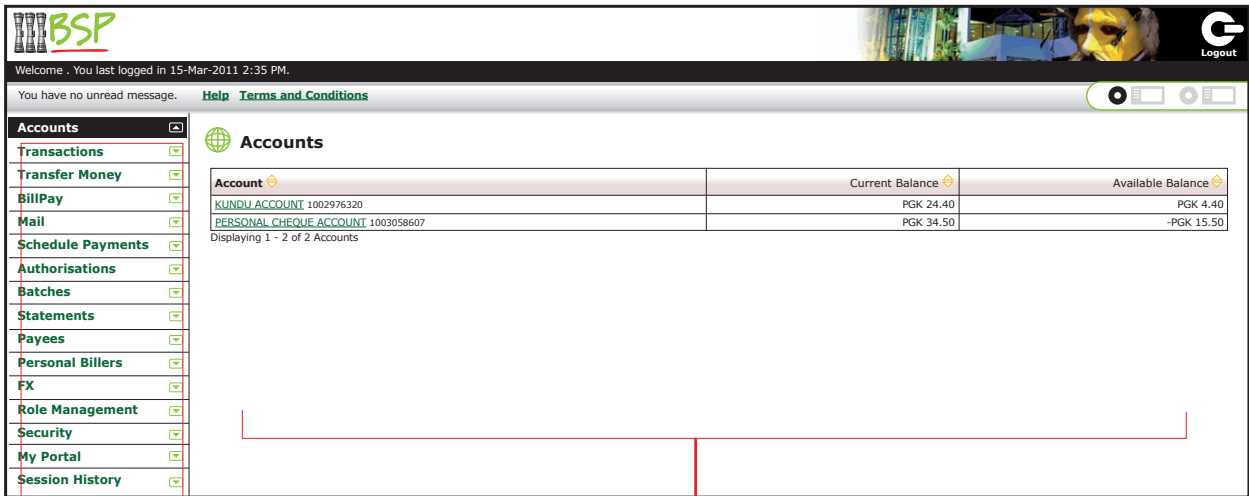 BSP
Logout
Welcome . You last logged in 15-Mar-2011 2:35 PM.
You have no unread message. Help Terms and Conditions
Accounts
Transactions
Transfer Money
BillPay
Mail
Schedule Payments
Authorisations
Batches
Statements
Payees
Personal Billers
FX
Role Management
Security
My Portal
Session History
Accounts
Account Current Balance Available Balance
KUNDU ACCOUNT 1002976320 PGK 24.40 PGK 4.40
PERSONAL CHEQUE ACCOUNT 1003058607 PGK 34.50 -PGK 15.50
Displaying 1 - 2 of 2 Accounts